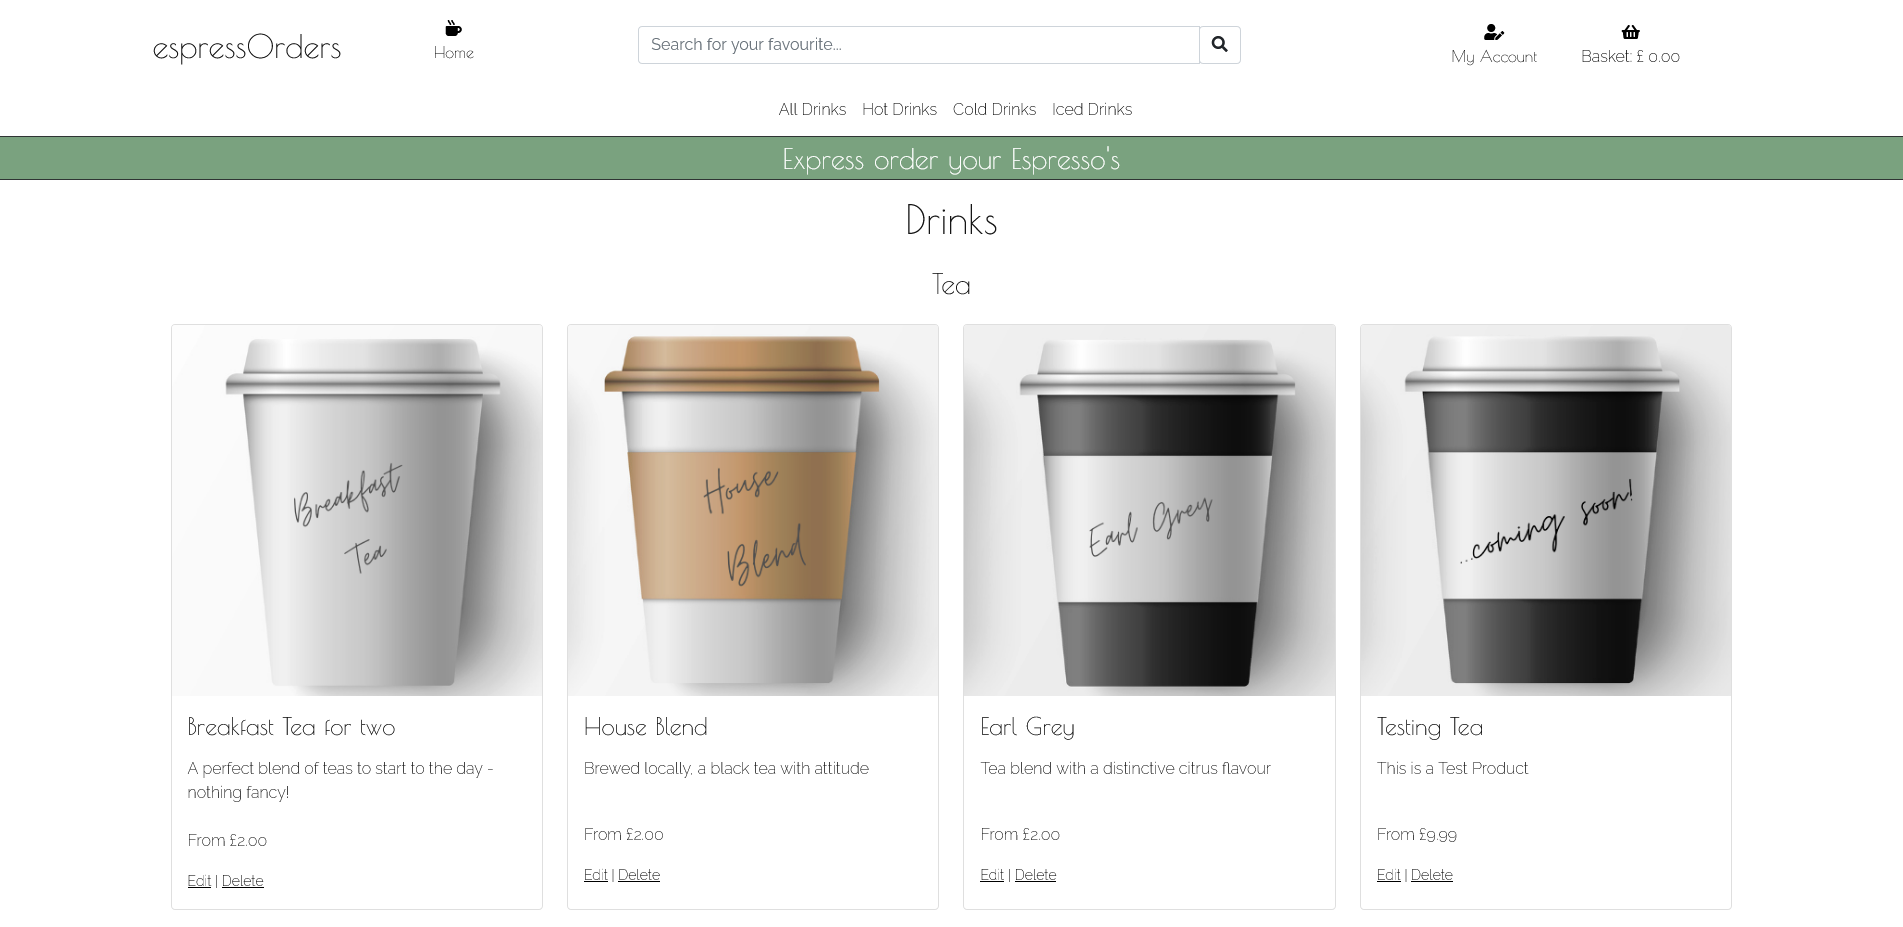 espressOrders
Home
Search for your favourite...
My Account
Basket: £ 0.00
All Drinks Hot Drinks Cold Drinks Iced Drinks
Express order your Espresso's
Drinks
Tea
Breakfast
Tea
House
Blend
Earl Grey
...coming soon!
Breakfast Tea for two
A perfect blend of teas to start to the day -
nothing fancy!
From £2.00
Edit | Delete
House Blend
Brewed locally, a black tea with attitude
From £2.00
Edit | Delete
Earl Grey
Tea blend with a distinctive citrus flavour
From £2.00
Edit | Delete
Testing Tea
This is a Test Product
From £9.99
Edit | Delete